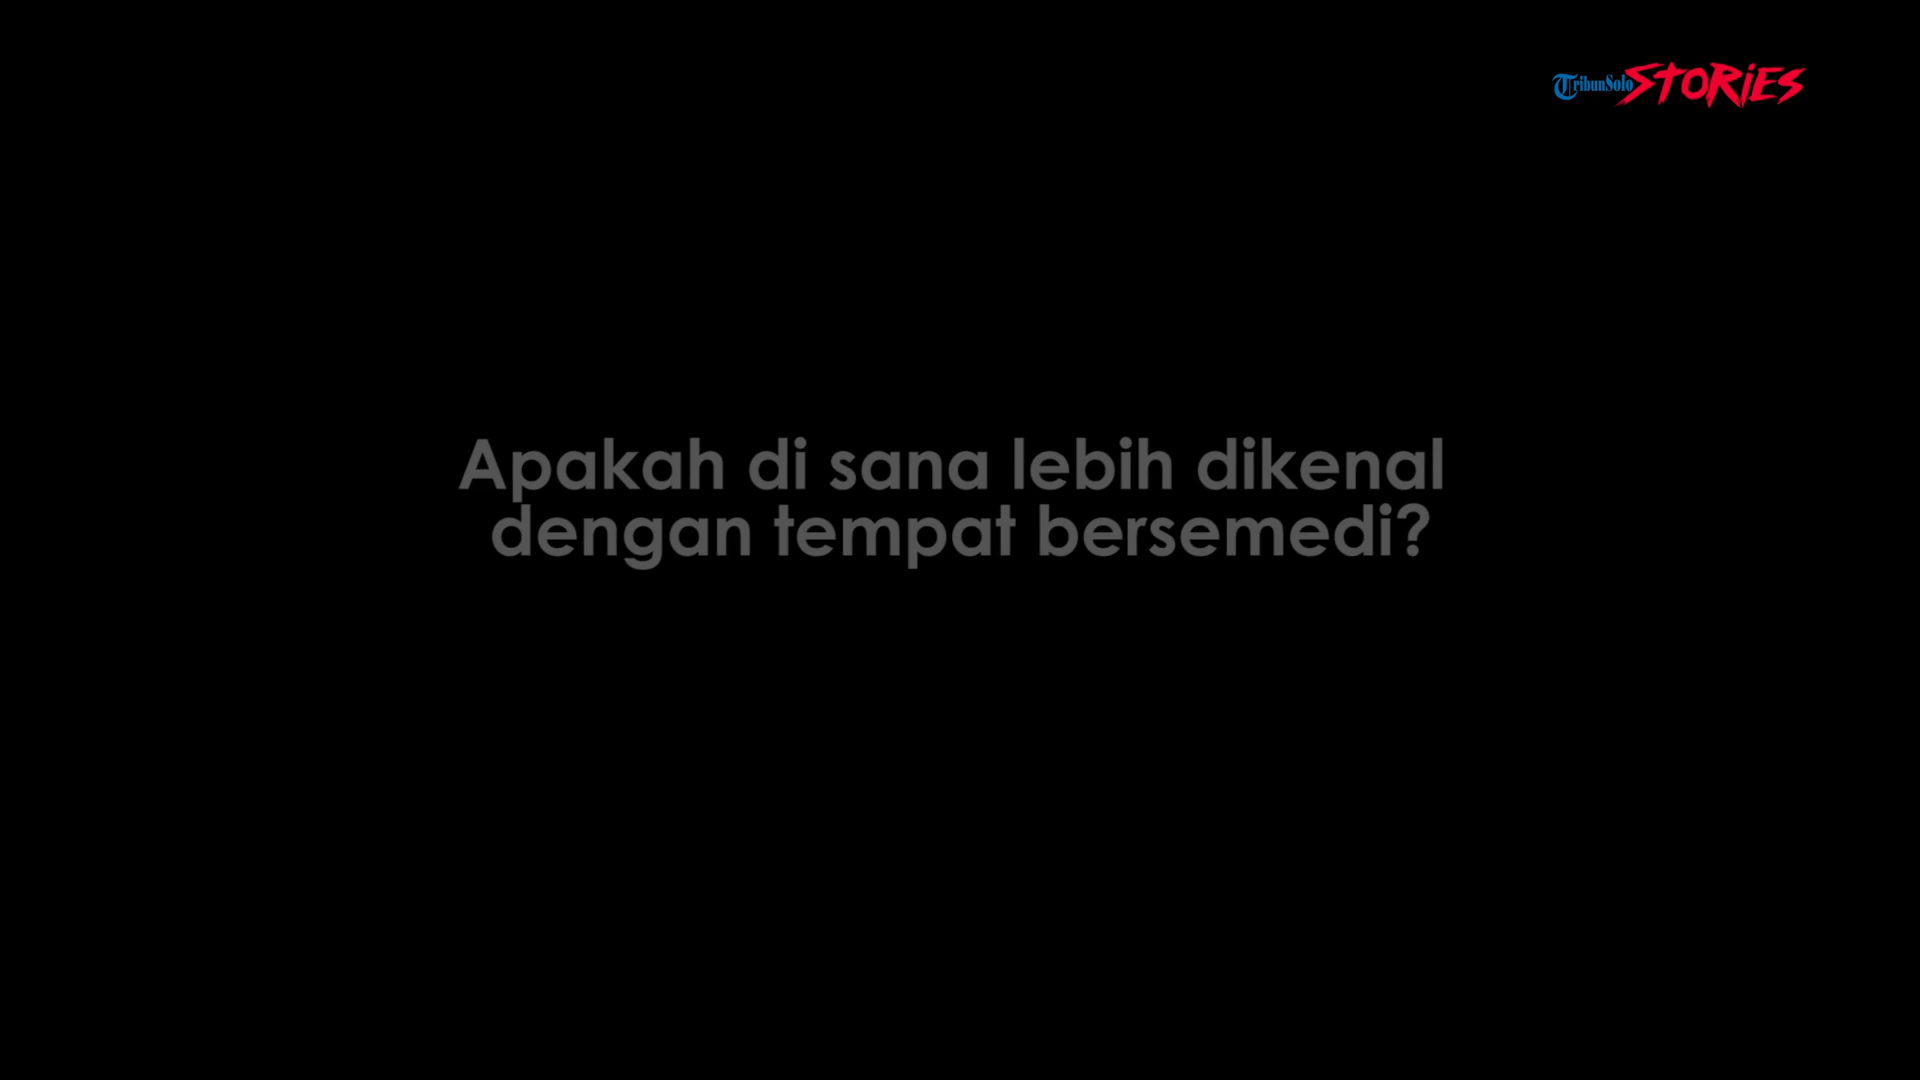 TribunSolo STORIES
Apakah di sana lebih dikenal
dengan tempat bersemedi?